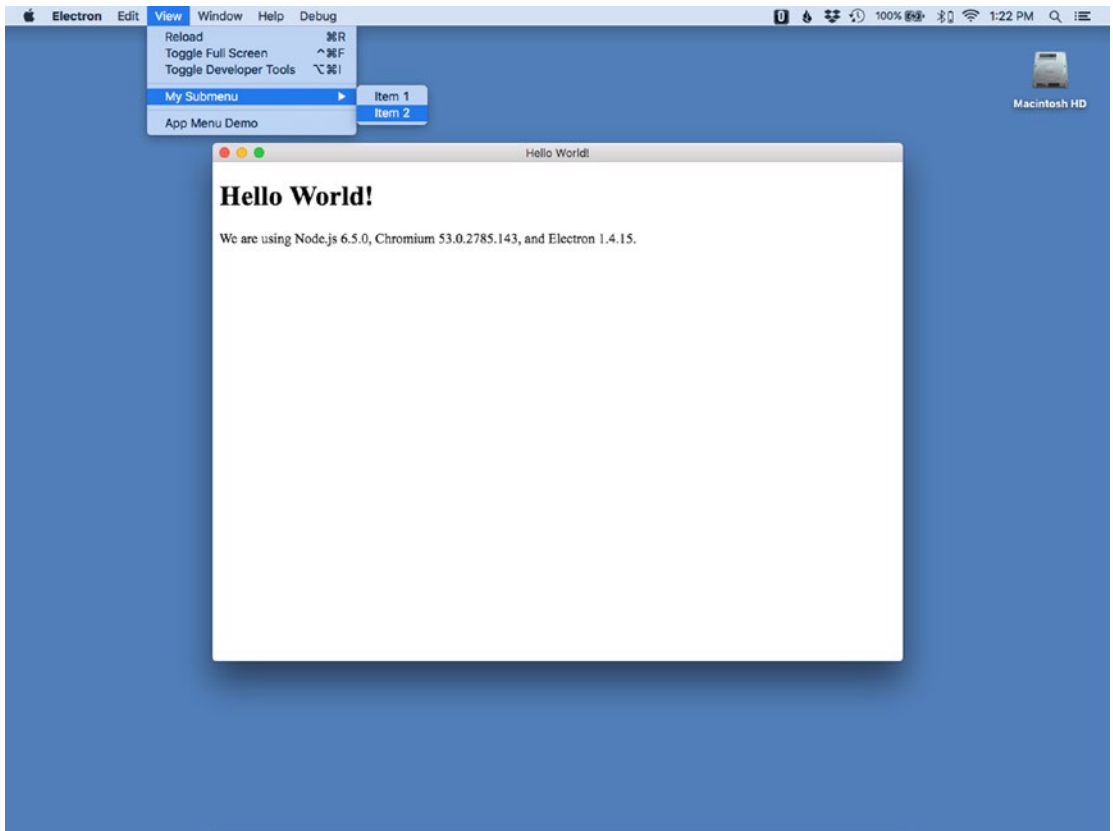 Electron Edit View Window Help Debug 100% 1:22 PM
Reload ⌘R
Toggle Full Screen ^⌘F
Toggle Developer Tools ⌥⌘I
My Submenu ▶ Item 1
Item 2
App Menu Demo
Macintosh HD
Hello World!
Hello World!
We are using Node.js 6.5.0, Chromium 53.0.2785.143, and Electron 1.4.15.